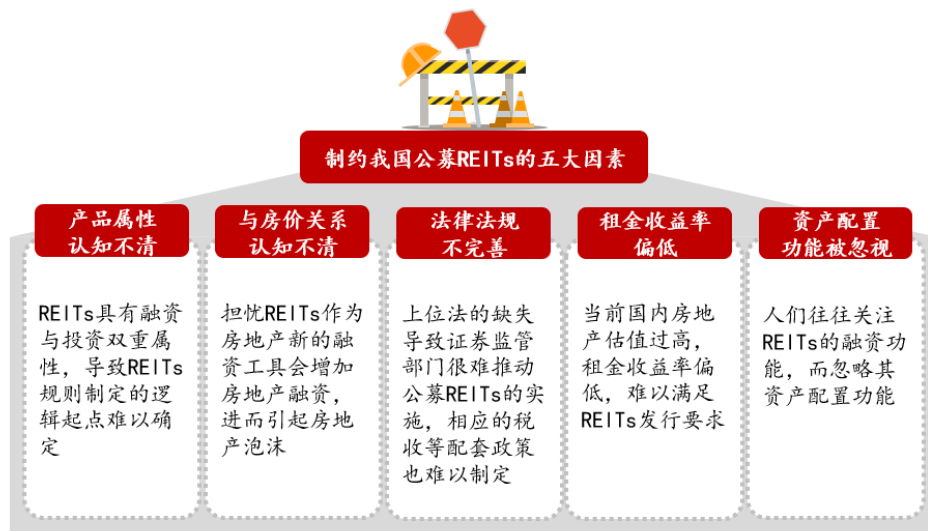 制约我国公募REITs的五大因素
产品属性
认知不清
REITs具有融资
与投资双重属
性，导致REITs
规则制定的逻
辑起点难以确
定
与房价关系
认知不清
担忧REITs作为
房地产新的融
资工具会增加
房地产融资，
进而引起房地
产泡沫
法律法规
不完善
上位法的缺失
导致证券监管
部门很难推动
公募REITs的实
施，相应的税
收等配套政策
也难以制定
租金收益率
偏低
当前国内房地
产估值过高，
租金收益率偏
低，难以满足
REITs发行要求
资产配置
功能被忽视
人们往往关注
REITs的融资功
能，而忽略其
资产配置功能